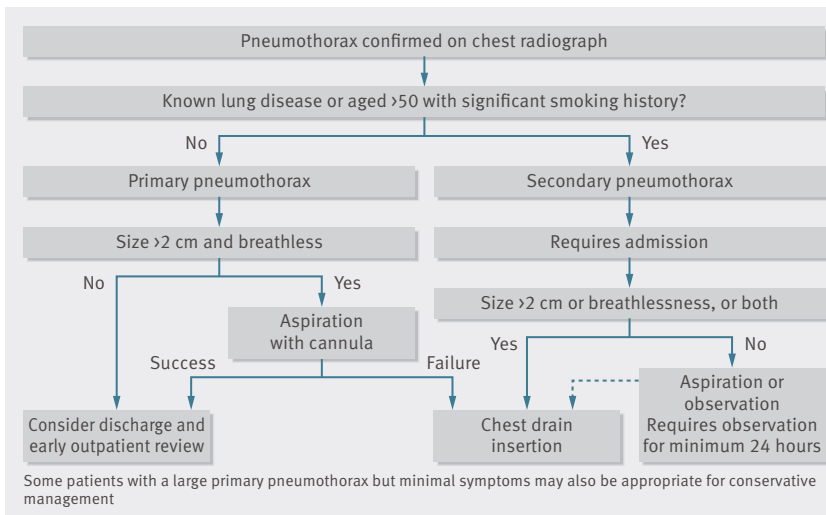 Pneumothorax confirmed on chest radiograph
Known lung disease or aged >50 with significant smoking history?
No
Yes
Primary pneumothorax
Secondary pneumothorax
Size >2 cm and breathless
Requires admission
No
Yes
Size >2 cm or breathlessness, or both
Aspiration
with cannula
Yes
No
Success
Failure
Aspiration or
observation
Requires observation
for minimum 24 hours
Consider discharge and
early outpatient review
Chest drain
insertion
Some patients with a large primary pneumothorax but minimal symptoms may also be appropriate for conservative
management